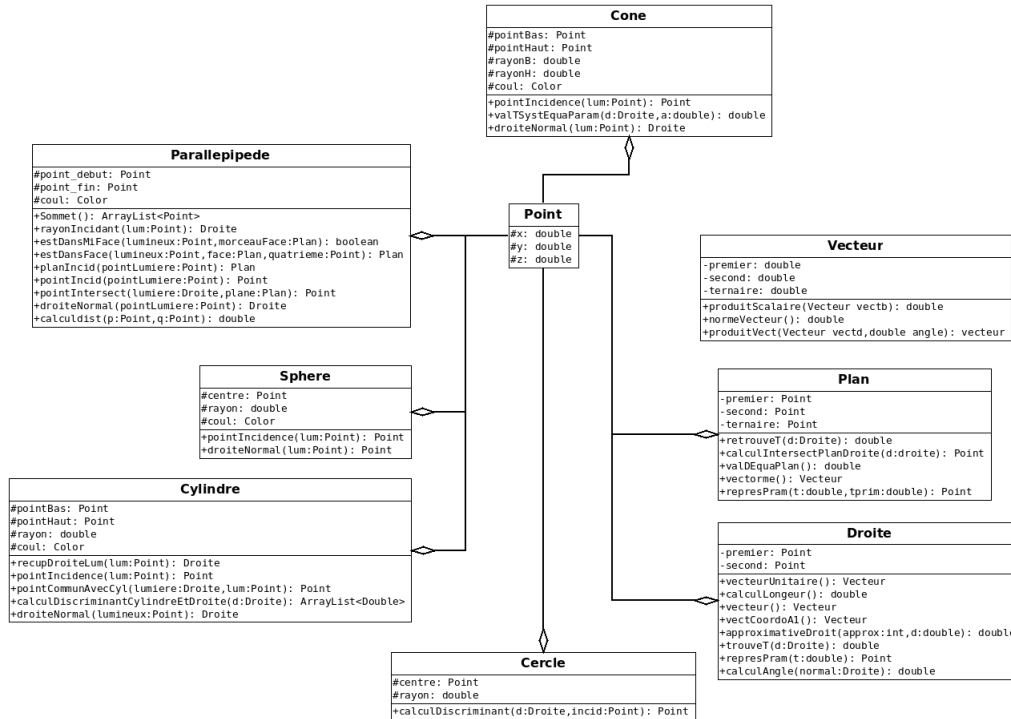 Cone
#pointBas: Point
#pointHaut: Point
#rayonB: double
#rayonH: double
#coul: Color
+pointIncidence(lum:Point): Point
+valTSystEquaParam(d:Droite,a:double): double
+droiteNormal(lum:Point): Droite
Parallepipede
#point_debut: Point
#point_fin: Point
#coul: Color
+Sommet(): ArrayList<Point>
+rayonIncidant(lum:Point): Droite
+estDansMiFace(lumineux:Point,morceauFace:Plan): boolean
+estDansFace(lumineux:Point,face:Plan,quatrieme:Point): Plan
+planIncid(pointLumiere:Point): Plan
+pointIncid(pointLumiere:Point): Point
+pointIntersect(lumiere:Droite,plane:Plan): Point
+droiteNormal(pointLumiere:Point): Droite
+calculdist(p:Point,q:Point): double
Point
#x: double
#y: double
#z: double
Vecteur
-premier: double
-second: double
-ternaire: double
+produitScalaire(Vecteur vectb): double
+normeVecteur(): double
+produitVect(Vecteur vectd,double angle): vecteur
Sphere
#centre: Point
#rayon: double
#coul: Color
+pointIncidence(lum:Point): Point
+droiteNormal(lum:Point): Point
Plan
-premier: Point
-second: Point
-ternaire: Point
+retrouveT(d:Droite): double
+calculIntersectPlanDroite(d:droite): Point
+valDEquaPlan(): double
+vectorme(): Vecteur
+represPram(t:double,tprim:double): Point
Cylindre
#pointBas: Point
#pointHaut: Point
#rayon: double
#coul: Color
+recupDroiteLum(lum:Point): Droite
+pointIncidence(lum:Point): Point
+pointCommunAvecCyl(lumiere:Droite,lum:Point): Point
+calculDiscriminantCylindreEtDroite(d:Droite): ArrayList<Double>
+droiteNormal(lumineux:Point): Droite
Droite
-premier: Point
-second: Point
+vecteurUnitaire(): Vecteur
+calculLongeur(): double
+vecteur(): Vecteur
+vectCoordoA1(): Vecteur
+approximativeDroit(approx:int,d:double): double
+trouveT(d:Droite): double
+represPram(t:double): Point
+calculAngle(normal:Droite): double
Cercle
#centre: Point
#rayon: double
+calculDiscriminant(d:Droite,incid:Point): Point